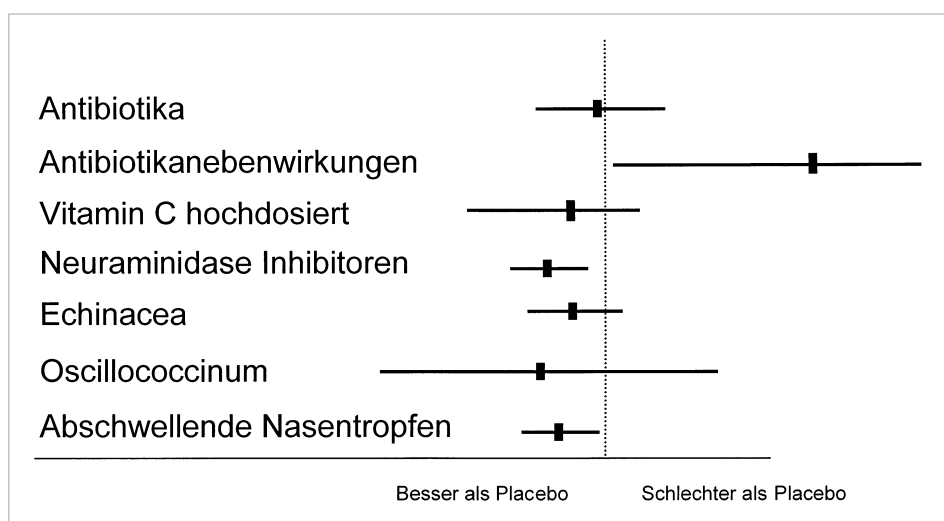 Antibiotika
Antibiotikanebenwirkungen
Vitamin C hochdosiert
Neuraminidase Inhibitoren
Echinacea
Oscillococcinum
Abschwellende Nasentropfen
Besser als Placebo Schlechter als Placebo